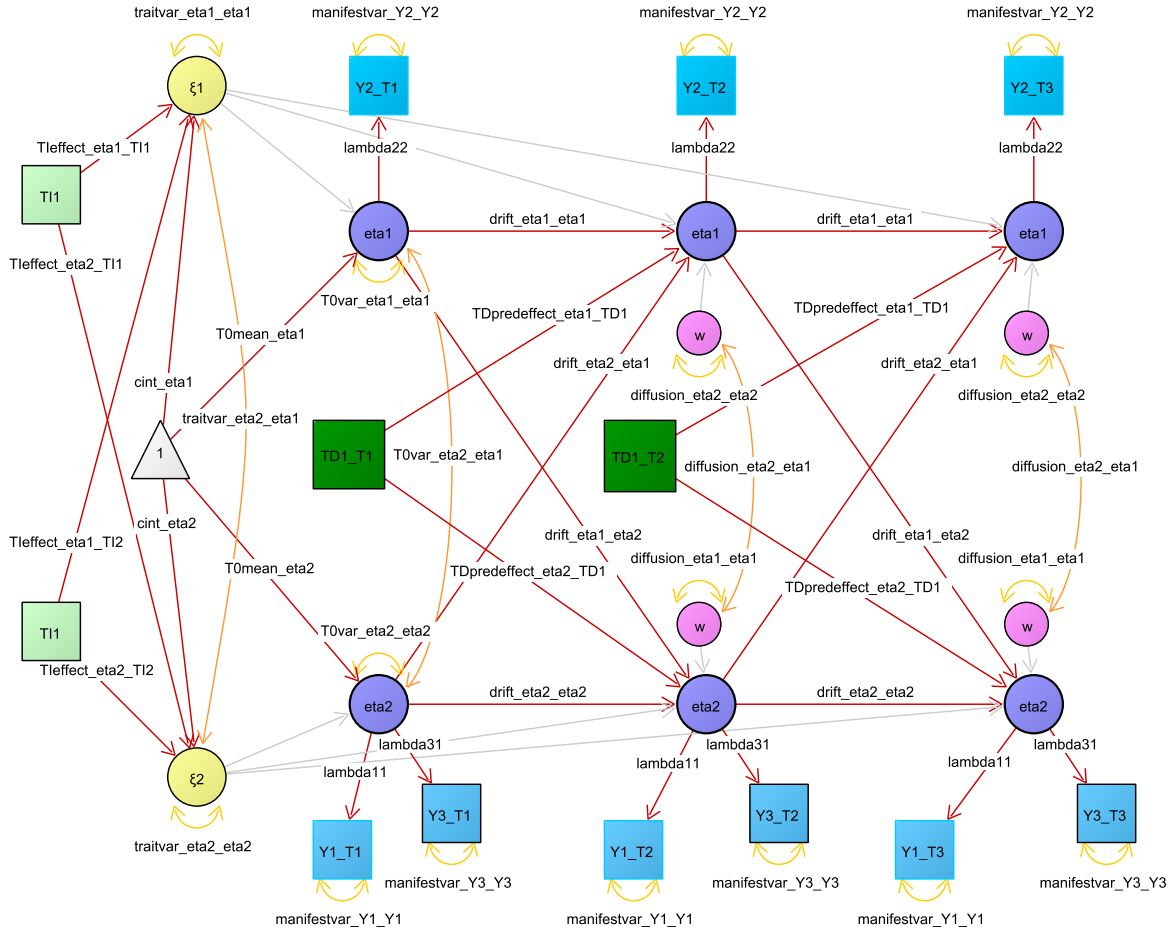 traitvar_eta1_eta1
manifestvar_Y2_Y2
manifestvar_Y2_Y2
manifestvar_Y2_Y2
ξ1
Y2_T1
Y2_T2
Y2_T3
TIeffect_eta1_TI1
lambda22
lambda22
lambda22
TI1
drift_eta1_eta1
drift_eta1_eta1
eta1
eta1
eta1
TIeffect_eta2_TI1
T0var_eta1_eta1
TDpredeffect_eta1_TD1
TDpredeffect_eta1_TD1
T0mean_eta1
w
w
drift_eta2_eta1
drift_eta2_eta1
cint_eta1
diffusion_eta2_eta2
diffusion_eta2_eta2
traitvar_eta2_eta1
1
TD1_T1
T0var_eta2_eta1
TD1_T2
diffusion_eta2_eta1
diffusion_eta2_eta1
cint_eta2
TIeffect_eta1_TI2
drift_eta1_eta2
drift_eta1_eta2
diffusion_eta1_eta1
diffusion_eta1_eta1
T0mean_eta2
TDpredeffect_eta2_TD1
TDpredeffect_eta2_TD1
TI1
T0var_eta2_eta2
w
w
TIeffect_eta2_TI2
drift_eta2_eta2
drift_eta2_eta2
eta2
eta2
eta2
lambda31
lambda31
lambda31
lambda11
lambda11
lambda11
ξ2
Y3_T1
Y3_T2
Y3_T3
traitvar_eta2_eta2
Y1_T1
Y1_T2
Y1_T3
manifestvar_Y3_Y3
manifestvar_Y3_Y3
manifestvar_Y3_Y3
manifestvar_Y1_Y1
manifestvar_Y1_Y1
manifestvar_Y1_Y1